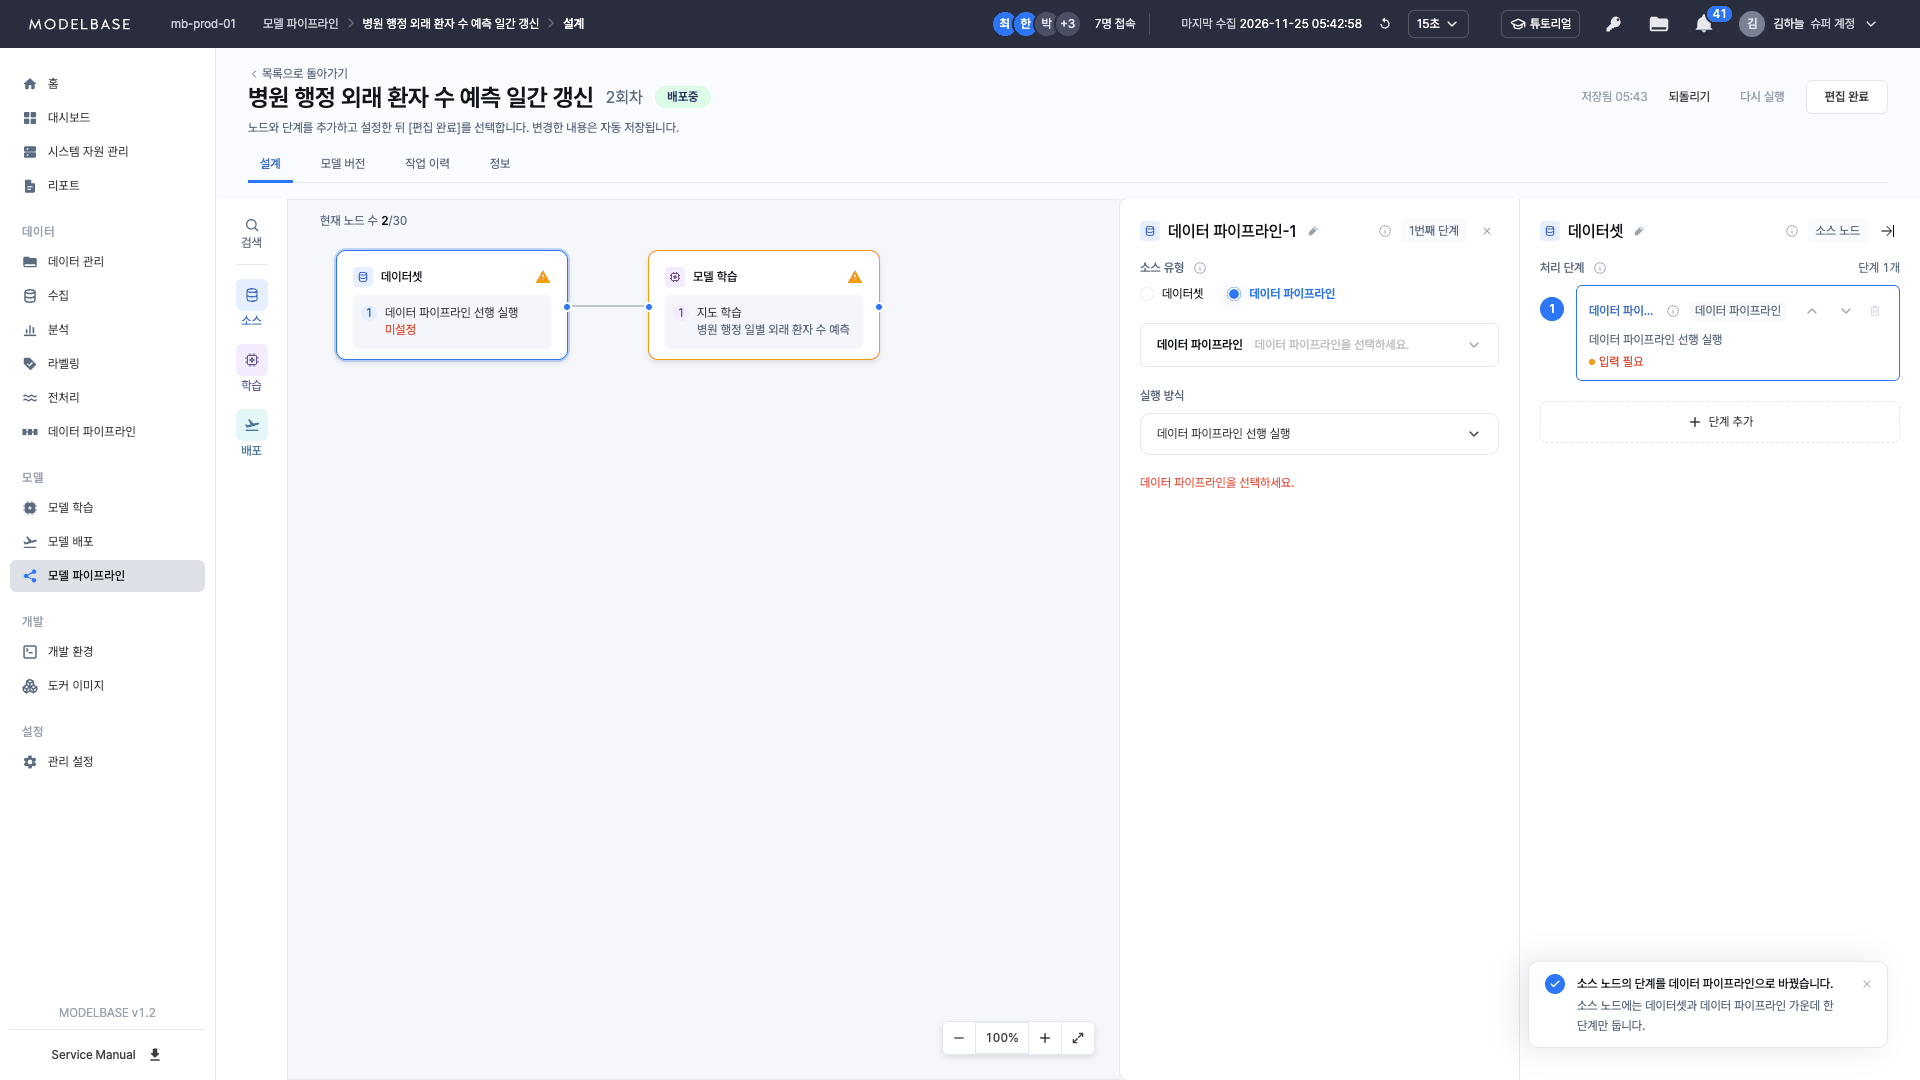 MODELBASE
mb-prod-01
모델 파이프라인
병원 행정 외래 환자 수 예측 일간 갱신
설계
최
한
박
+3
7명 접속
마지막 수집 2026-11-25 05:42:58
15초
튜토리얼
41
김
김하늘 슈퍼 계정
홈
대시보드
시스템 자원 관리
리포트
데이터
데이터 관리
수집
분석
라벨링
전처리
데이터 파이프라인
모델
모델 학습
모델 배포
모델 파이프라인
개발
개발 환경
도커 이미지
설정
관리 설정
MODELBASE v1.2
Service Manual
목록으로 돌아가기
병원 행정 외래 환자 수 예측 일간 갱신
2회차
배포중
노드와 단계를 추가하고 설정한 뒤 [편집 완료]를 선택합니다. 변경한 내용은 자동 저장됩니다.
저장됨 05:43
되돌리기
다시 실행
편집 완료
설계
모델 버전
작업 이력
정보
검색
소스
학습
배포
현재 노드 수 2/30
데이터셋
1
데이터 파이프라인 선행 실행
미설정
모델 학습
1
지도 학습
병원 행정 일별 외래 환자 수 예측
100%
데이터 파이프라인-1
1번째 단계
소스 유형
데이터셋
데이터 파이프라인
데이터 파이프라인
데이터 파이프라인을 선택하세요.
실행 방식
데이터 파이프라인 선행 실행
데이터 파이프라인을 선택하세요.
데이터셋
소스 노드
처리 단계
단계 1개
1
데이터 파이...
데이터 파이프라인
데이터 파이프라인 선행 실행
입력 필요
단계 추가
소스 노드의 단계를 데이터 파이프라인으로 바꿨습니다.
소스 노드에는 데이터셋과 데이터 파이프라인 가운데 한
단계만 둡니다.